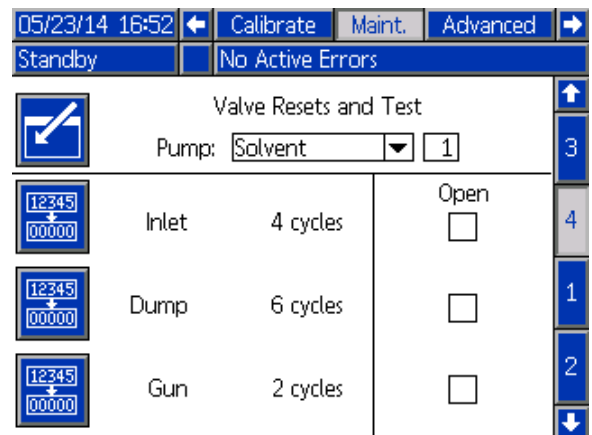 05/23/14 16:52 Calibrate Maint. Advanced
Standby No Active Errors
Valve Resets and Test
Pump: Solvent 1
3
Open
12345
00000
Inlet 4 cycles
4
12345
00000
Dump 6 cycles
1
12345
00000
Gun 2 cycles
2